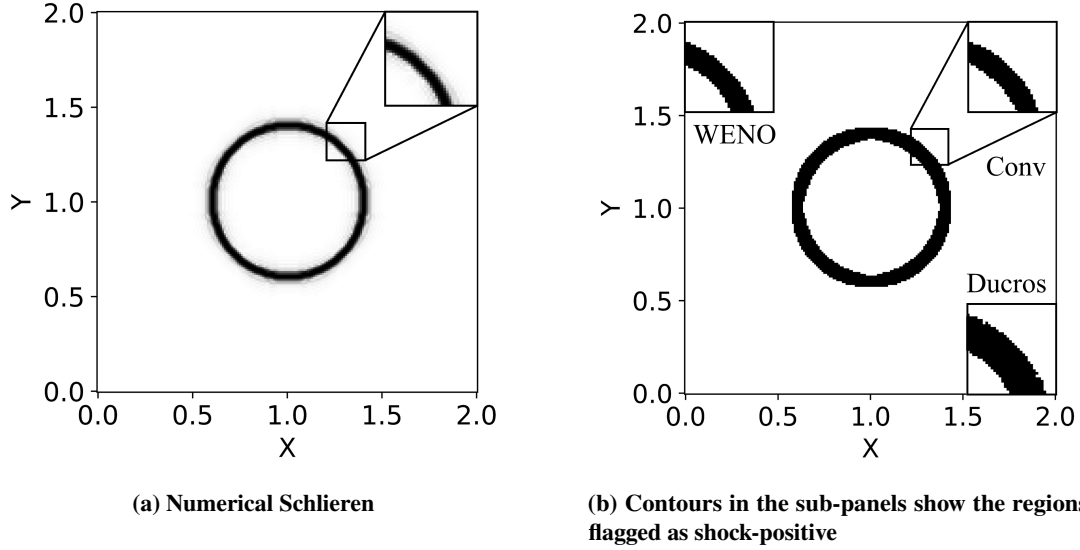 2.0
1.5
1.0
0.5
0.0
Y
0.0 0.5 1.0 1.5 2.0
X
(a) Numerical Schlieren
2.0
1.5
1.0
0.5
0.0
Y
WENO
Conv
Ducros
0.0 0.5 1.0 1.5 2.0
X
(b) Contours in the sub-panels show the regions
flagged as shock-positive